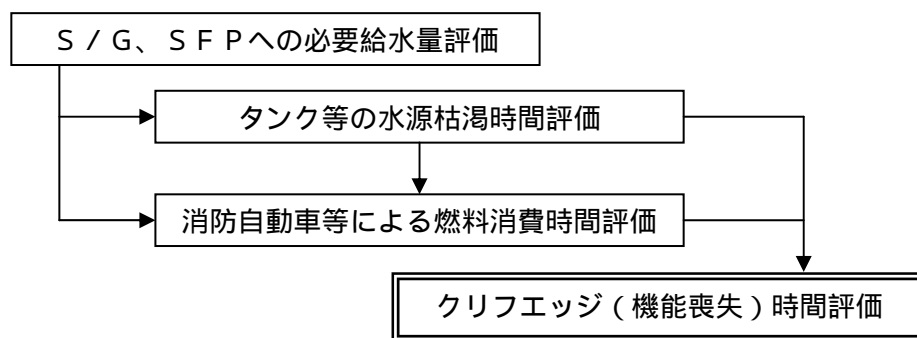 Ｓ／Ｇ、ＳＦＰへの必要給水量評価
タンク等の水源枯渇時間評価
消防自動車等による燃料消費時間評価
クリフエッジ（機能喪失）時間評価